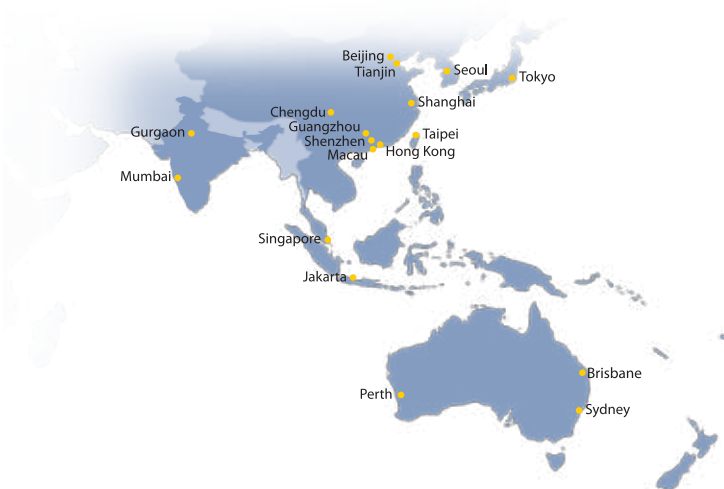 Beijing
Tianjin
Seoul
Tokyo
Shanghai
Chengdu
Guangzhou
Gurgaon
Taipei
Shenzhen
Hong Kong
Macau
Mumbai
Singapore
Jakarta
Brisbane
Perth
Sydney